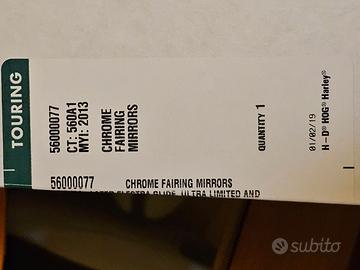 TOURING
56000077
CT: 560A1
MY1: 2013
CHROME
FAIRING
MIRRORS
QUANTITY 1
01/02/19
H-D® HOG® Harley®
56000077 CHROME FAIRING MIRRORS
ELECTRA GLIDE, ULTRA LIMITED AND
subito